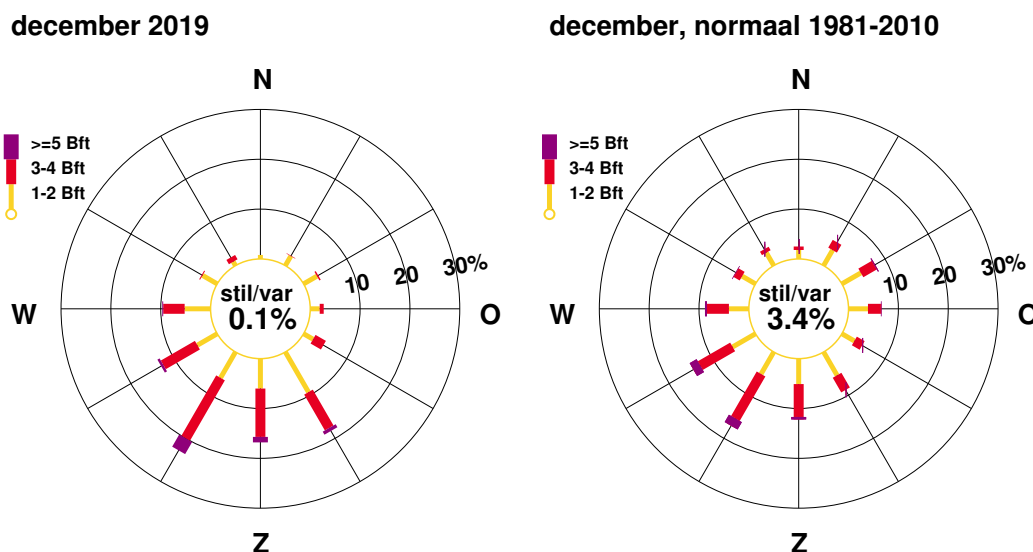 december 2019
N
>=5 Bft
3-4 Bft
1-2 Bft
10
20
30%
W
stil/var
0.1%
O
Z
december, normaal 1981-2010
N
>=5 Bft
3-4 Bft
1-2 Bft
10
20
30%
W
stil/var
3.4%
O
Z